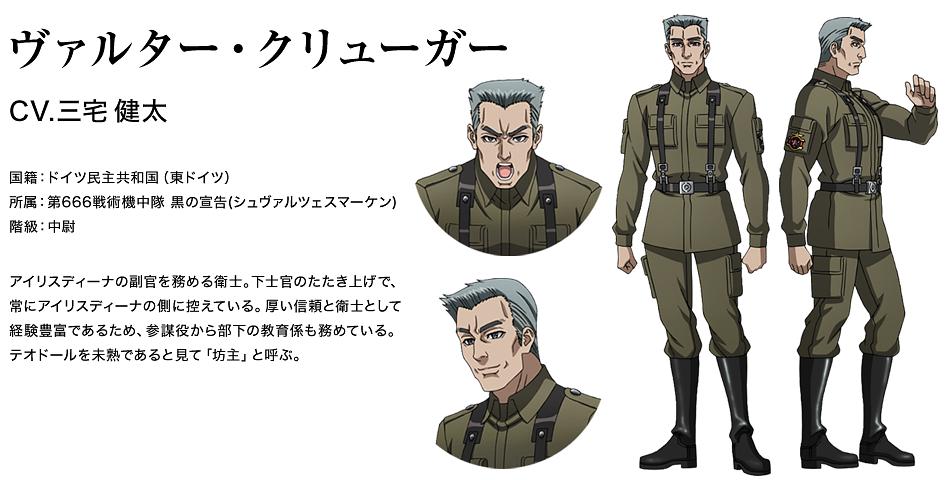 ヴァルター・クリューガー
CV.三宅 健太
国籍：ドイツ民主共和国（東ドイツ）
所属：第666戦術機中隊 黒の宣告(シュヴァルツェスマーケン)
階級：中尉
アイリスディーナの副官を務める衛士。下士官のたたき上げで、
常にアイリスディーナの側に控えている。厚い信頼と衛士として
経験豊富であるため、参謀役から部下の教育係も務めている。
テオドールを未熟であると見て「坊主」と呼ぶ。